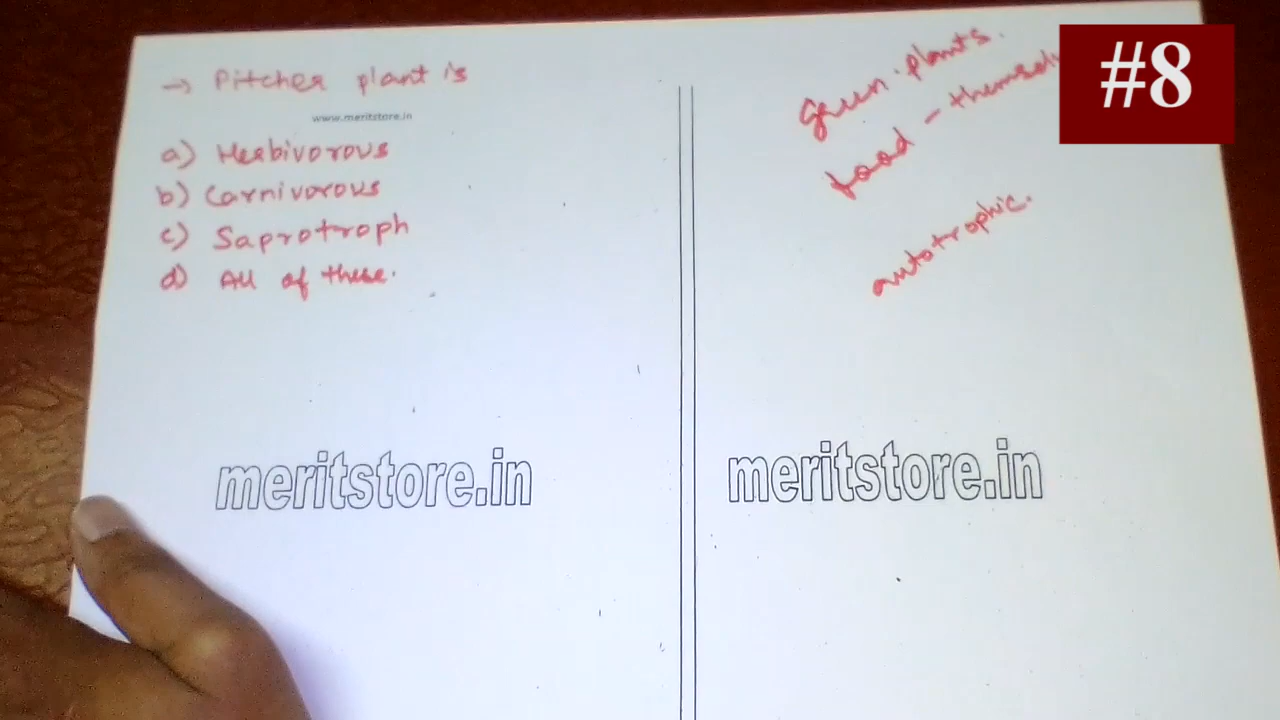 → Pitcher plant is
www.meritstore.in
a) Herbivorous
b) Carnivorous
c) Saprotroph
d) All of these.
meritstore.in
green plants.
food - themselv
autotrophic.
meritstore.in
#8